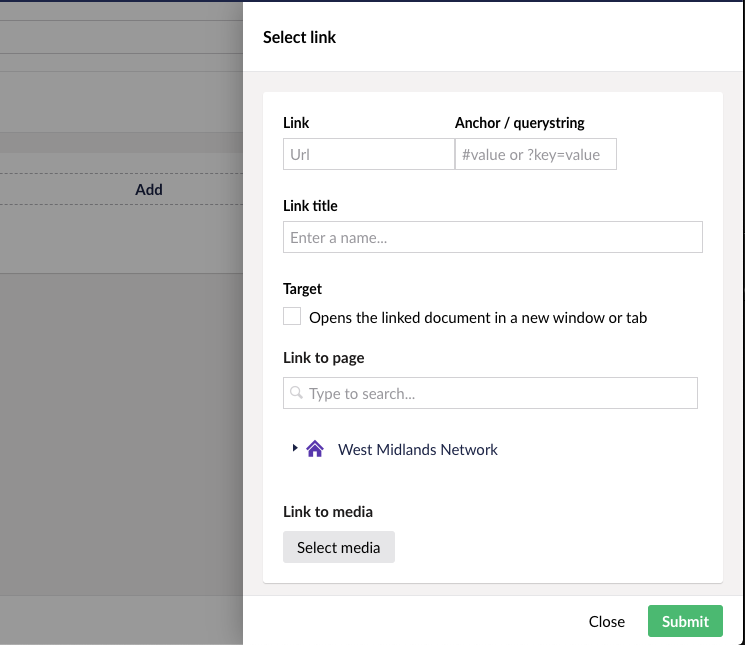 Select link
Link Anchor / querystring
Url #value or ?key=value
Add
Link title
Enter a name...
Target
Opens the linked document in a new window or tab
Link to page
Type to search...
West Midlands Network
Link to media
Select media
Close Submit